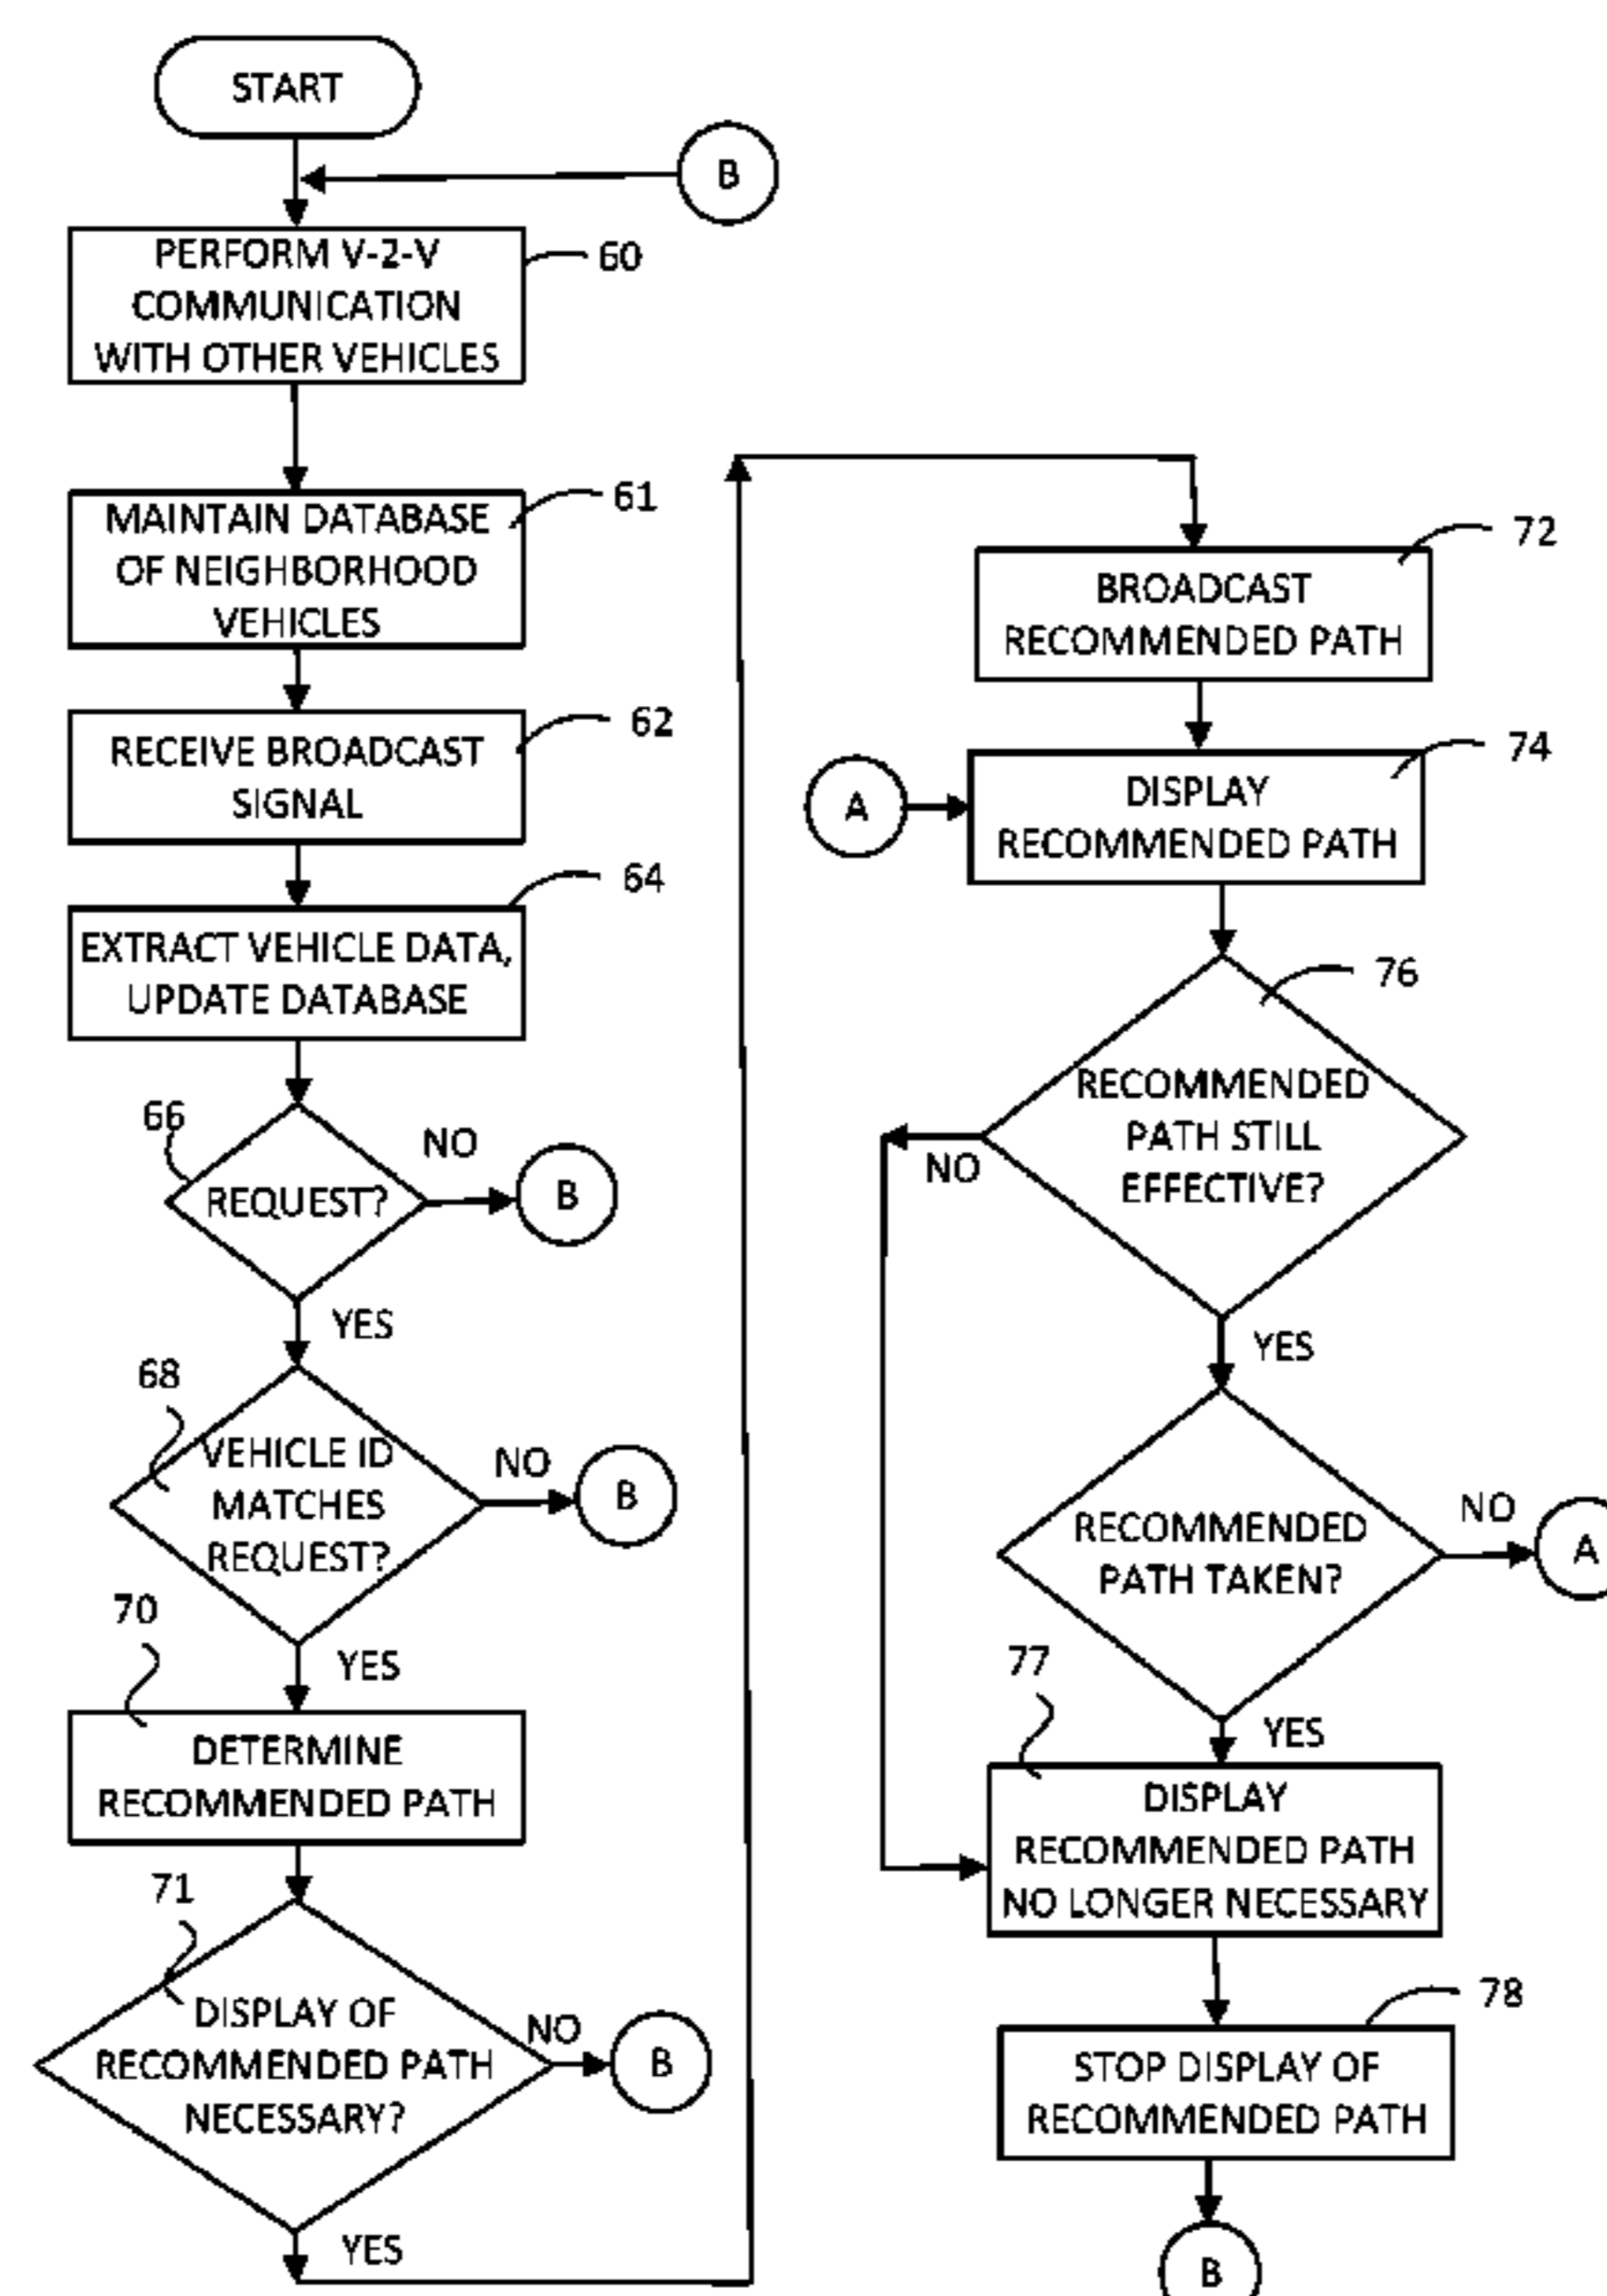 START
B
PERFORM V-2-V
COMMUNICATION
WITH OTHER VEHICLES
60
MAINTAIN DATABASE
OF NEIGHBORHOOD
VEHICLES
61
RECEIVE BROADCAST
SIGNAL
62
EXTRACT VEHICLE DATA,
UPDATE DATABASE
64
66
REQUEST?
NO
B
YES
68
VEHICLE ID
MATCHES
REQUEST?
NO
B
YES
70
DETERMINE
RECOMMENDED PATH
71
DISPLAY OF
RECOMMENDED PATH
NECESSARY?
NO
B
YES
72
BROADCAST
RECOMMENDED PATH
74
A
DISPLAY
RECOMMENDED PATH
76
RECOMMENDED
PATH STILL
EFFECTIVE?
NO
YES
RECOMMENDED
PATH TAKEN?
NO
A
YES
77
DISPLAY
RECOMMENDED PATH
NO LONGER NECESSARY
78
STOP DISPLAY OF
RECOMMENDED PATH
B